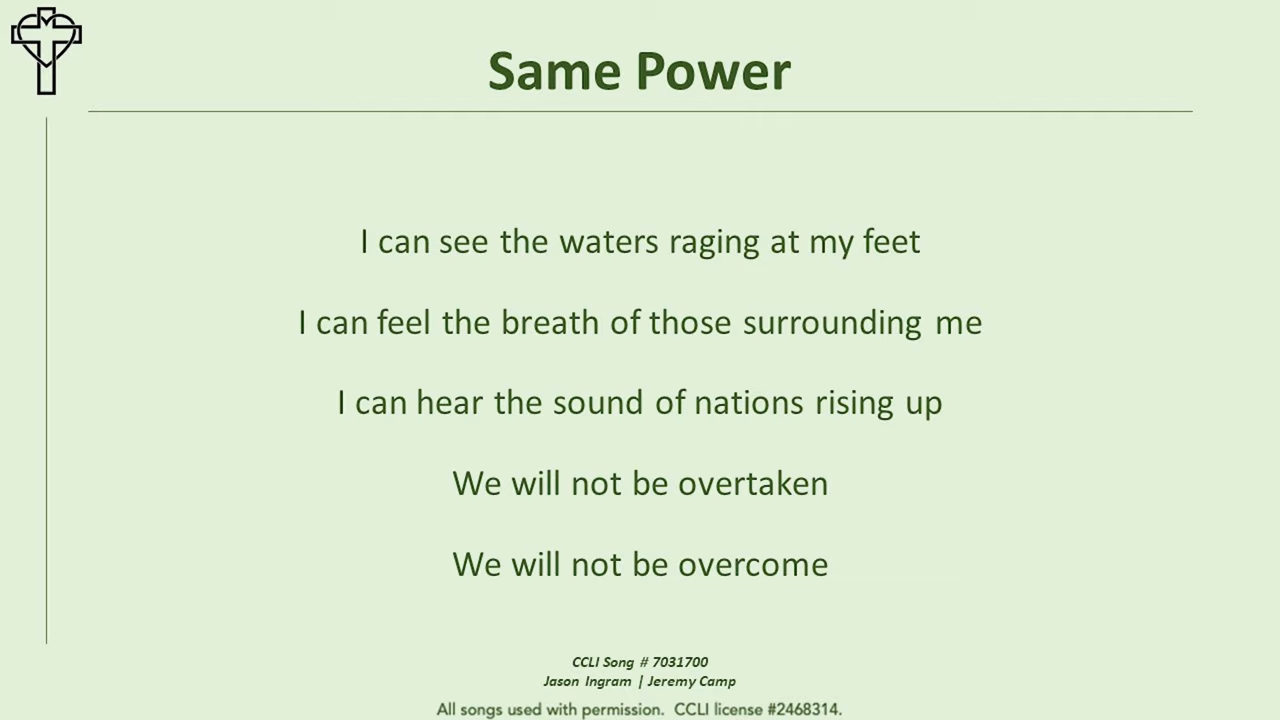 Same Power
I can see the waters raging at my feet
I can feel the breath of those surrounding me
I can hear the sound of nations rising up
We will not be overtaken
We will not be overcome
CCLI Song # 7031700
Jason Ingram | Jeremy Camp
All songs used with permission.  CCLI license #2468314.